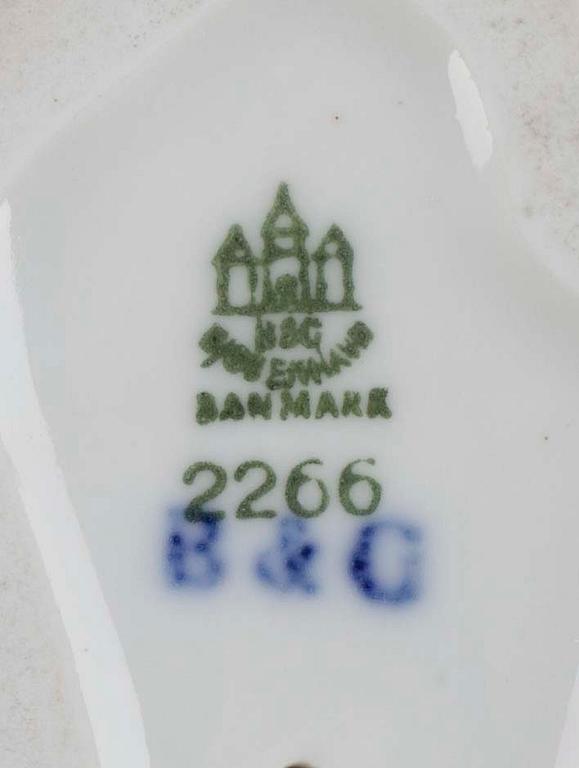 B&G
KJØBENHAVN
DANMARK
2266
B & G